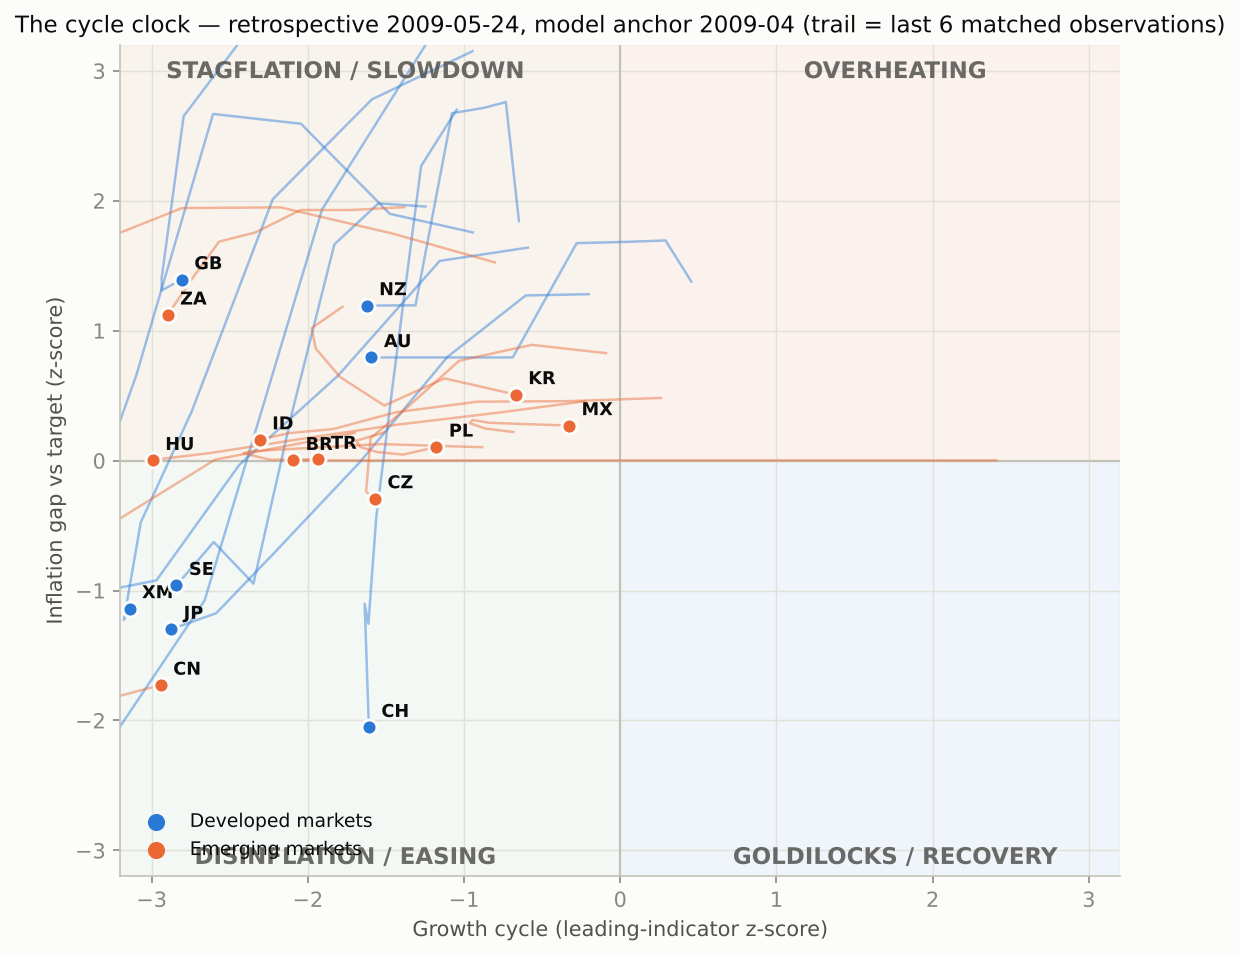 The cycle clock — retrospective 2009-05-24, model anchor 2009-04 (trail = last 6 matched observations)
STAGFLATION / SLOWDOWN
OVERHEATING
3
2
1
0
−1
−2
−3
Inflation gap vs target (z-score)
GB
ZA
NZ
AU
KR
MX
ID
HU
BR
TR
PL
CZ
SE
XM
JP
CN
CH
Developed markets
Emerging markets
DISINFLATION / EASING
GOLDILOCKS / RECOVERY
−3
−2
−1
0
1
2
3
Growth cycle (leading-indicator z-score)